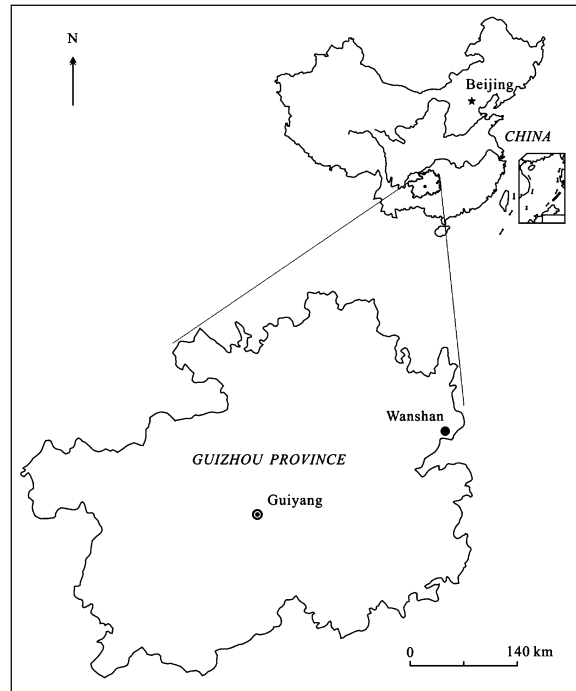 N
Beijing
CHINA
Wanshan
GUIZHOU PROVINCE
Guiyang
0 140 km